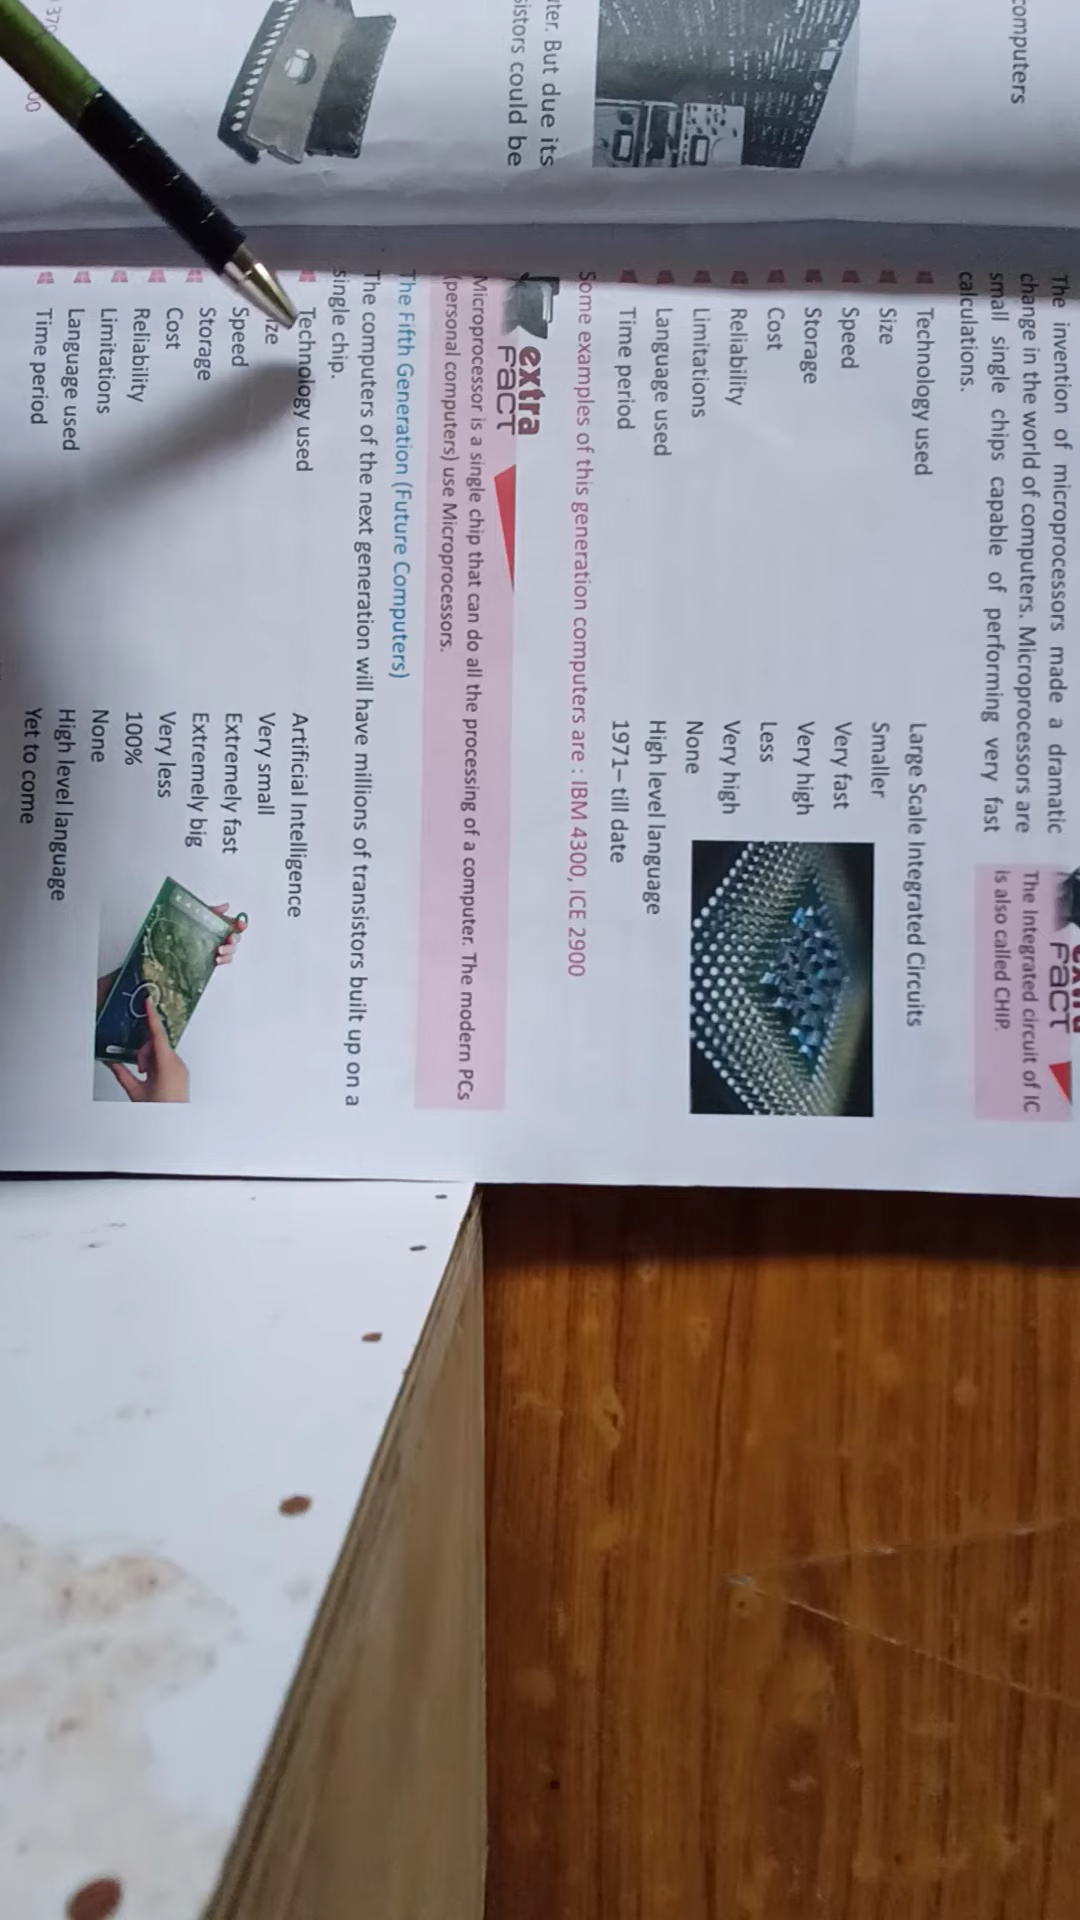 computers
ter. But due its
istors could be
The invention of microprocessors made a dramatic
change in the world of computers. Microprocessors are
small single chips capable of performing very fast
calculations.
FACT
The Integrated circuit of IC
is also called CHIP.
Technology used Large Scale Integrated Circuits
Size Smaller
Speed Very fast
Storage Very high
Cost Less
Reliability Very high
Limitations None
Language used High level language
Time period 1971– till date
Some examples of this generation computers are : IBM 4300, ICE 2900
extra
FACT
Microprocessor is a single chip that can do all the processing of a computer. The modern PCs
(personal computers) use Microprocessors.
The Fifth Generation (Future Computers)
The computers of the next generation will have millions of transistors built up on a
single chip.
Technology used Artificial Intelligence
Size Very small
Speed Extremely fast
Storage Extremely big
Cost Very less
Reliability 100%
Limitations None
Language used High level language
Time period Yet to come